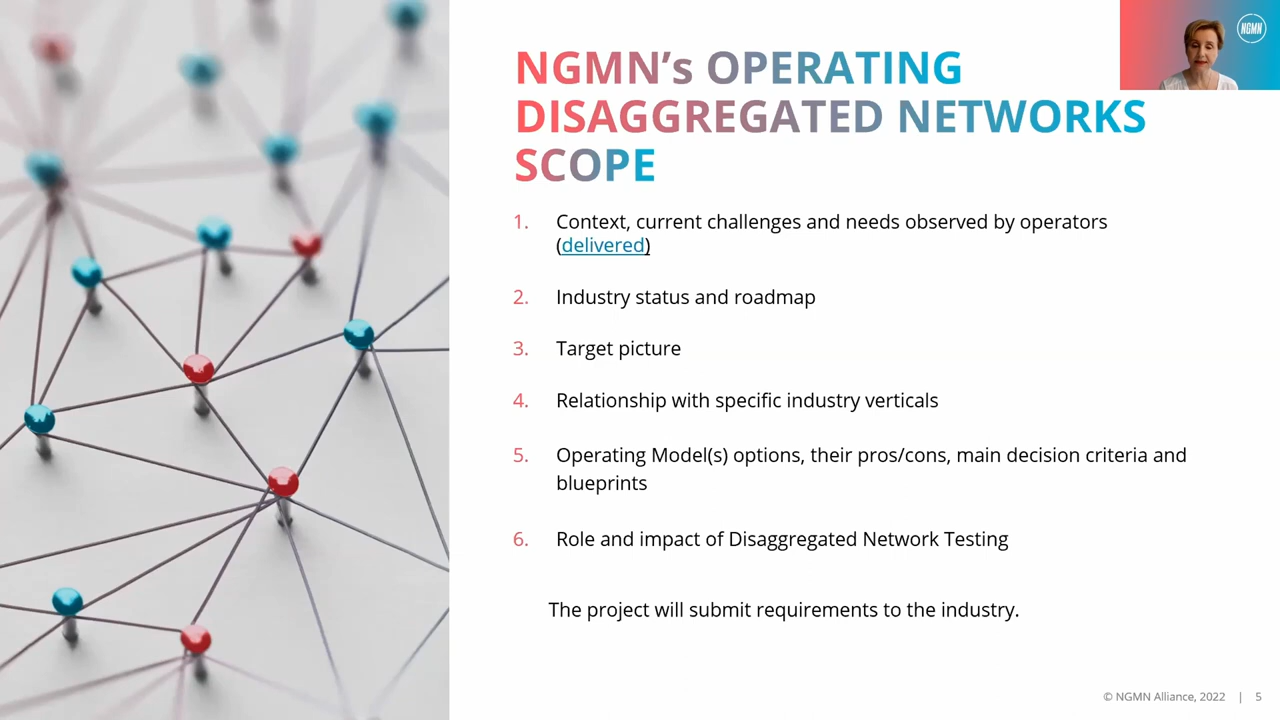 NGMN
NGMN’s OPERATING
DISAGGREGATED NETWORKS
SCOPE
1. Context, current challenges and needs observed by operators
(delivered)
2. Industry status and roadmap
3. Target picture
4. Relationship with specific industry verticals
5. Operating Model(s) options, their pros/cons, main decision criteria and
blueprints
6. Role and impact of Disaggregated Network Testing
The project will submit requirements to the industry.
© NGMN Alliance, 2022 | 5